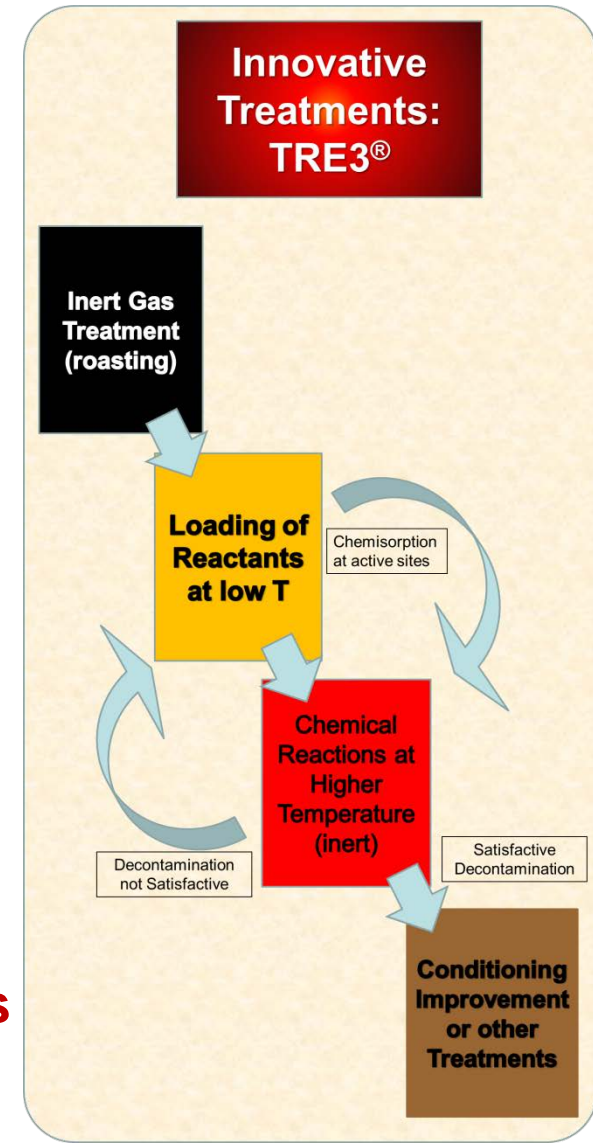 Innovative
Treatments:
TRE3®
Inert Gas
Treatment
(roasting)
Loading of
Reactants
at low T
Chemisorption
at active sites
Chemical
Reactions at
Higher
Temperature
(inert)
Decontamination
not Satisfactive
Satisfactive
Decontamination
s
Conditioning
Improvement
or other
Treatments